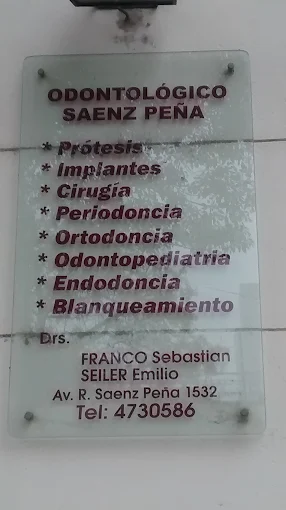 ODONTOLÓGICO
SAENZ PEÑA
* Prótesis
* Implantes
* Cirugía
* Periodoncia
* Ortodoncia
* Odontopediatria
* Endodoncia
* Blanqueamiento
Drs.
FRANCO Sebastian
SEILER Emilio
Av. R. Saenz Peña 1532
Tel: 4730586